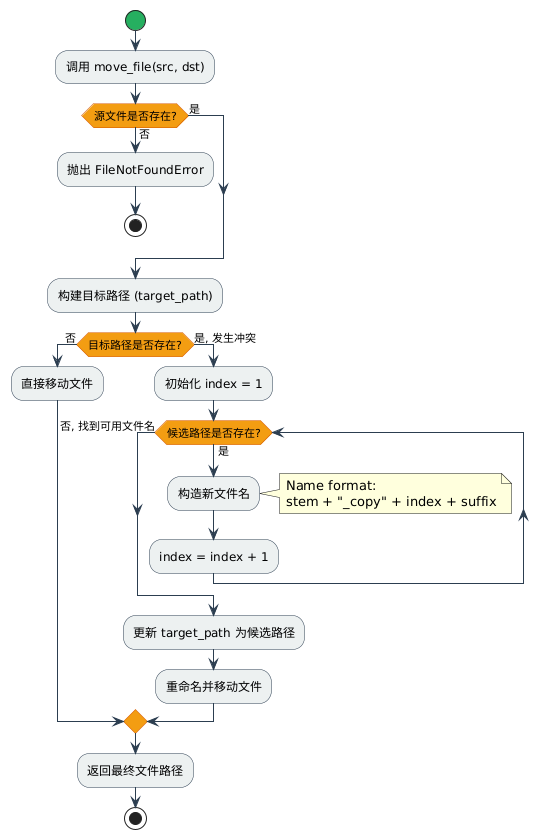 调用 move_file(src, dst)
源文件是否存在?
是
否
抛出 FileNotFoundError
构建目标路径 (target_path)
否
目标路径是否存在?
是, 发生冲突
直接移动文件
初始化 index = 1
否, 找到可用文件名
候选路径是否存在?
是
构造新文件名
Name format:
stem + "_copy" + index + suffix
index = index + 1
更新 target_path 为候选路径
重命名并移动文件
返回最终文件路径